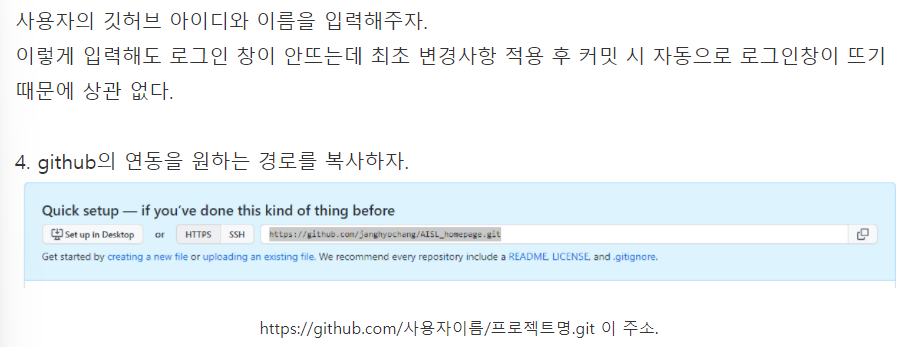 사용자의 깃허브 아이디와 이름을 입력해주자.
이렇게 입력해도 로그인 창이 안뜨는데 최초 변경사항 적용 후 커밋 시 자동으로 로그인창이 뜨기
때문에 상관 없다.
4. github의 연동을 원하는 경로를 복사하자.
Quick setup — if you've done this kind of thing before
Set up in Desktop or HTTPS SSH https://github.com/janghyochang/AISL_homepage.git
Get started by creating a new file or uploading an existing file. We recommend every repository include a README, LICENSE, and .gitignore.
https://github.com/사용자이름/프로젝트명.git 이 주소.